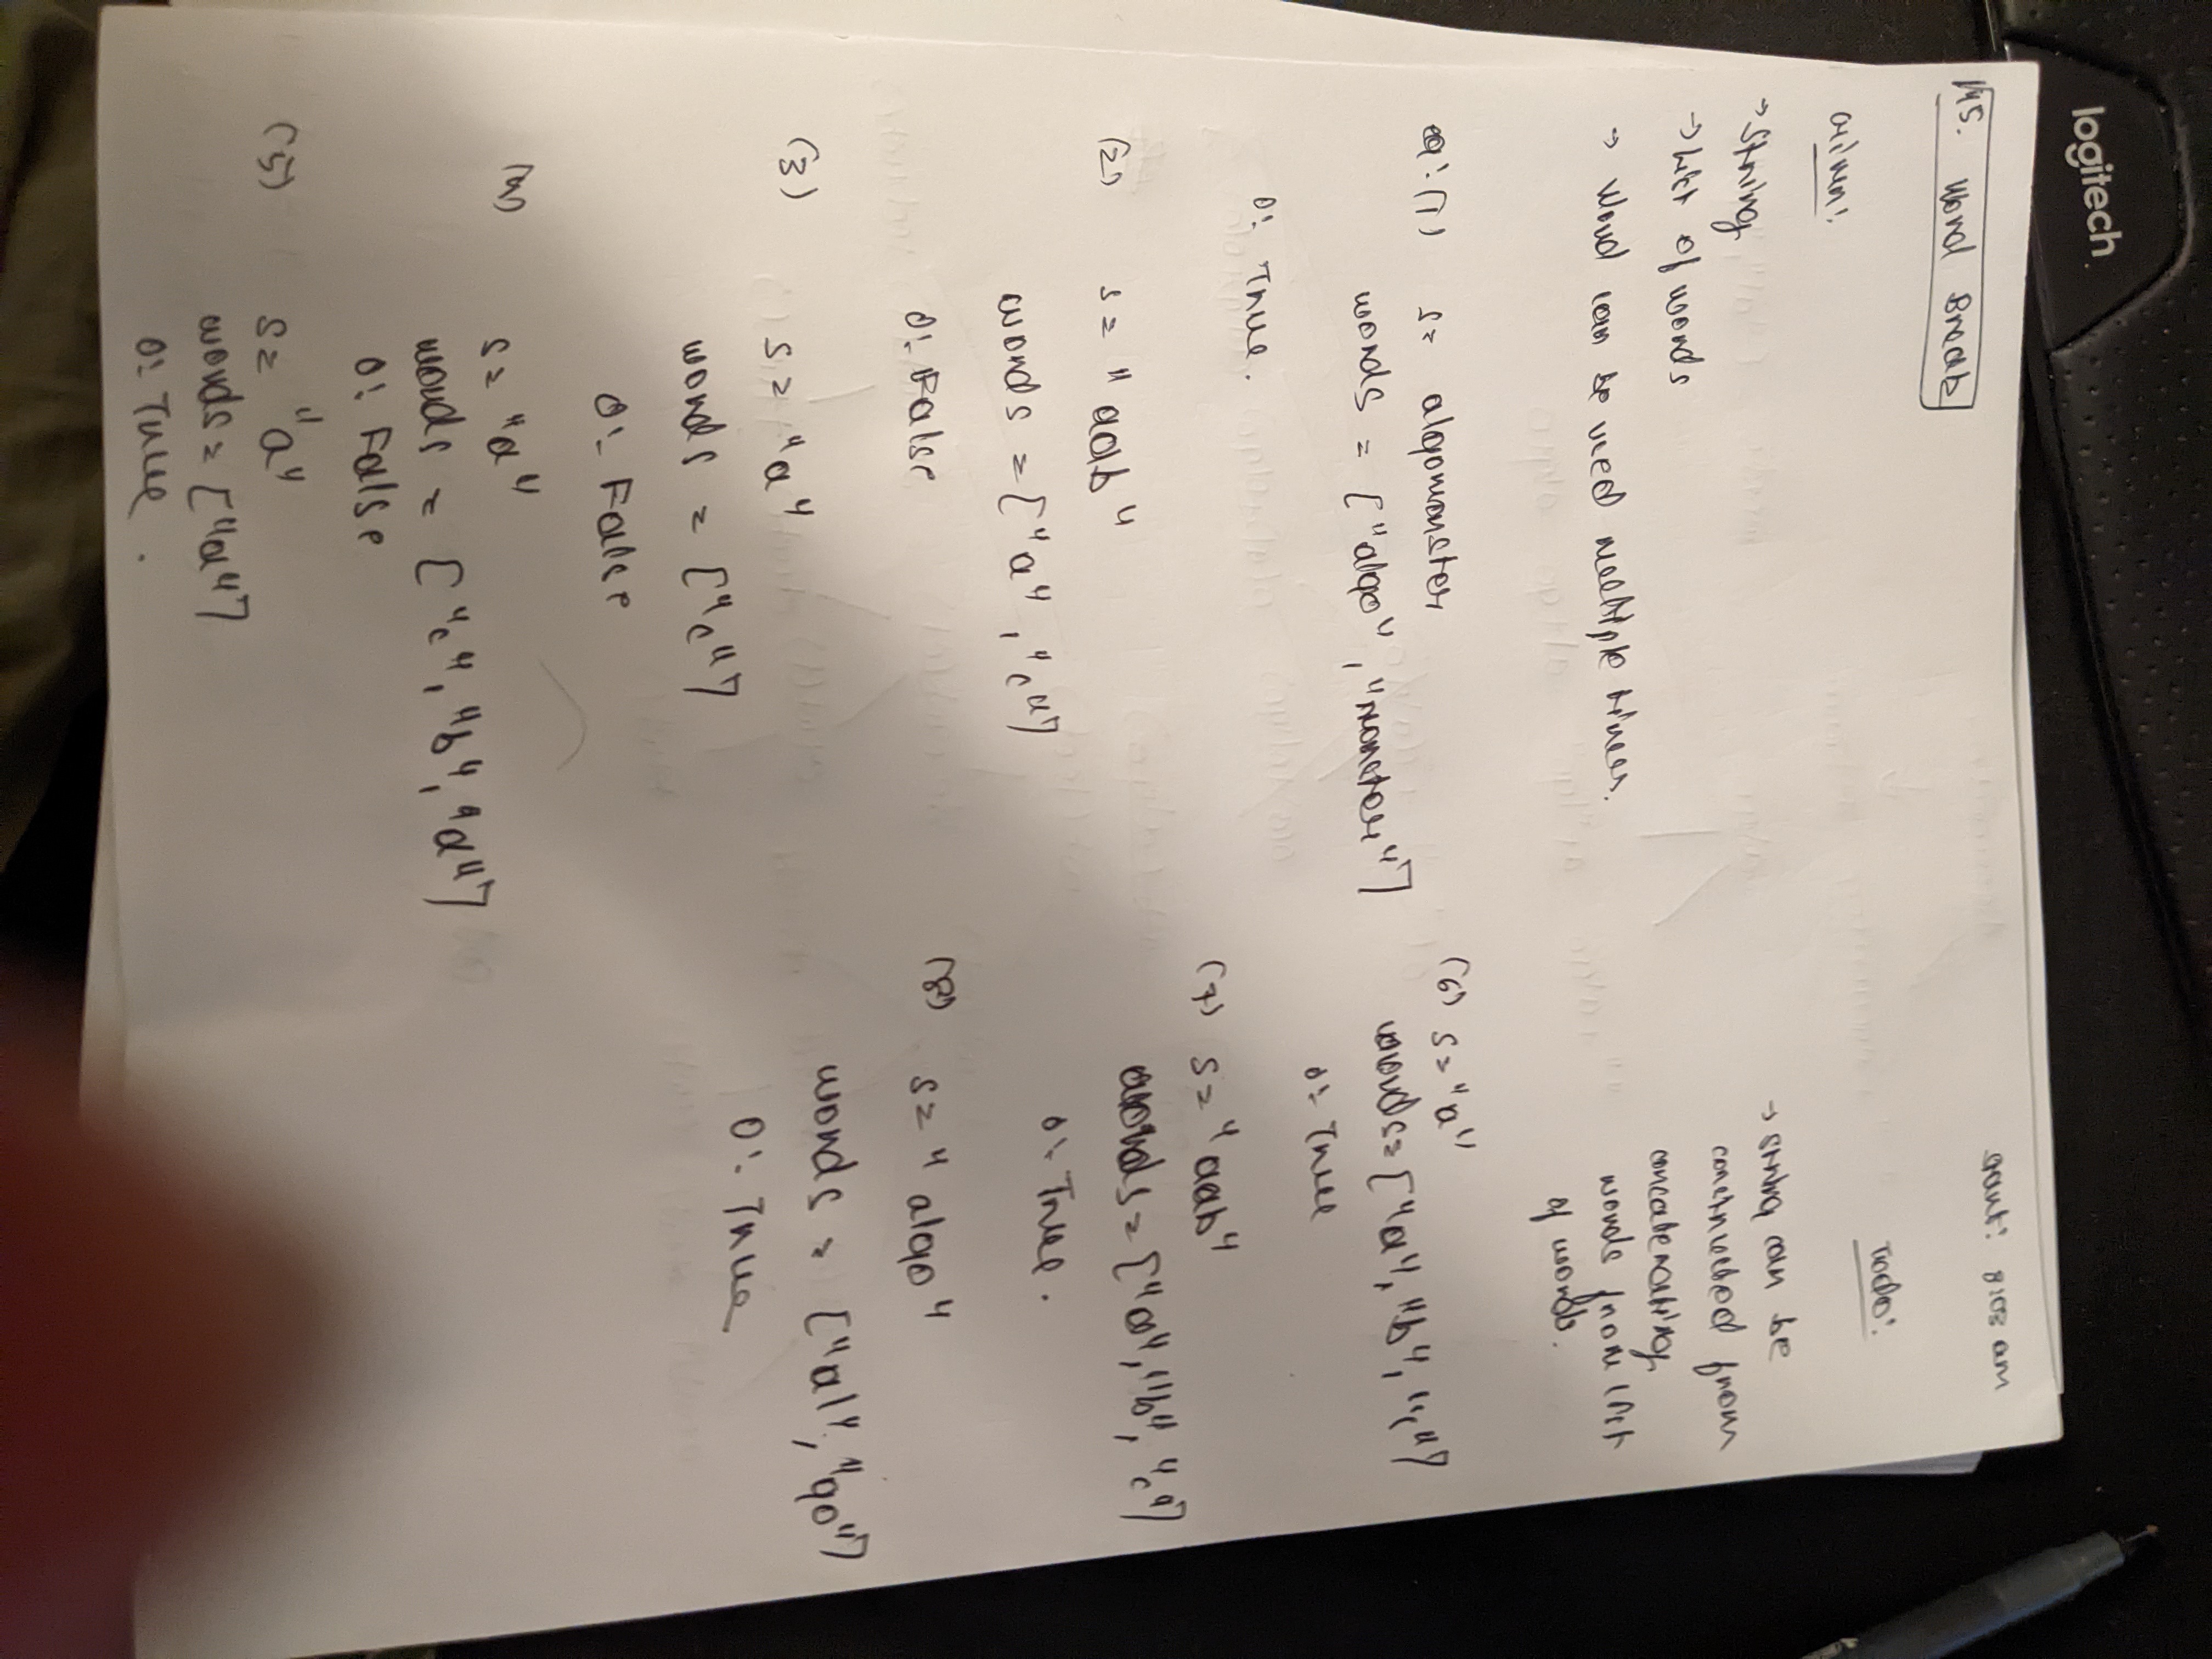 logitech.
145. Word Break
start: 8:05 am
Given:
→ String
→ List of words
→ Word can be used multiple times.
Todo:
→ string can be
constructed from
concatenating
words from list
of words.
eg: (1) s= algomonster
words = ["algo", "monster"]
O: True.
(2) s= "aab"
words = ["a", "c"]
O: False
(3) s= "a"
words = ["c"]
O: False
(4) s= "a"
words = ["c", "b", "a"]
O: False
(5) s= "a"
words= ["a"]
O: True.
(6) s= "a"
words= ["a", "b", "c"]
O: True
(7) s= "aab"
words= ["a", "b", "c"]
O: True.
(8) s= "algo"
words = ["al", "go"]
O: True